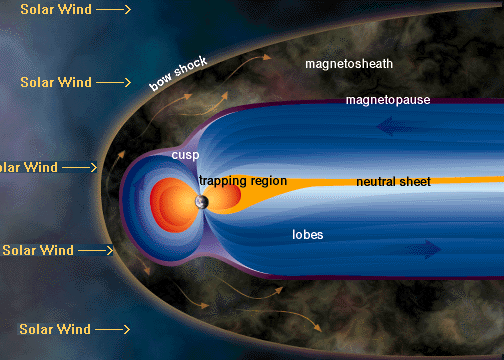 Solar Wind
Solar Wind
bow shock
magnetosheath
magnetopause
cusp
olar Wind
trapping region
neutral sheet
lobes
Solar Wind
Solar Wind